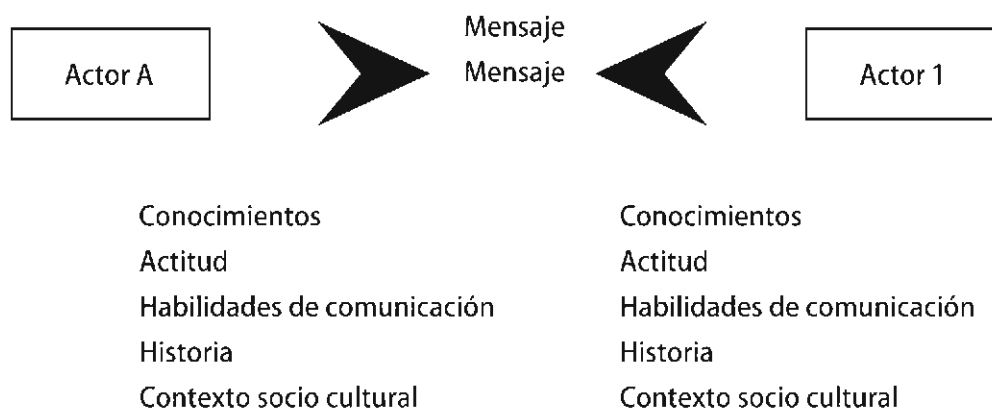 Mensaje
Actor A
Mensaje
Actor 1
Conocimientos
Actitud
Habilidades de comunicación
Historia
Contexto socio cultural
Conocimientos
Actitud
Habilidades de comunicación
Historia
Contexto socio cultural